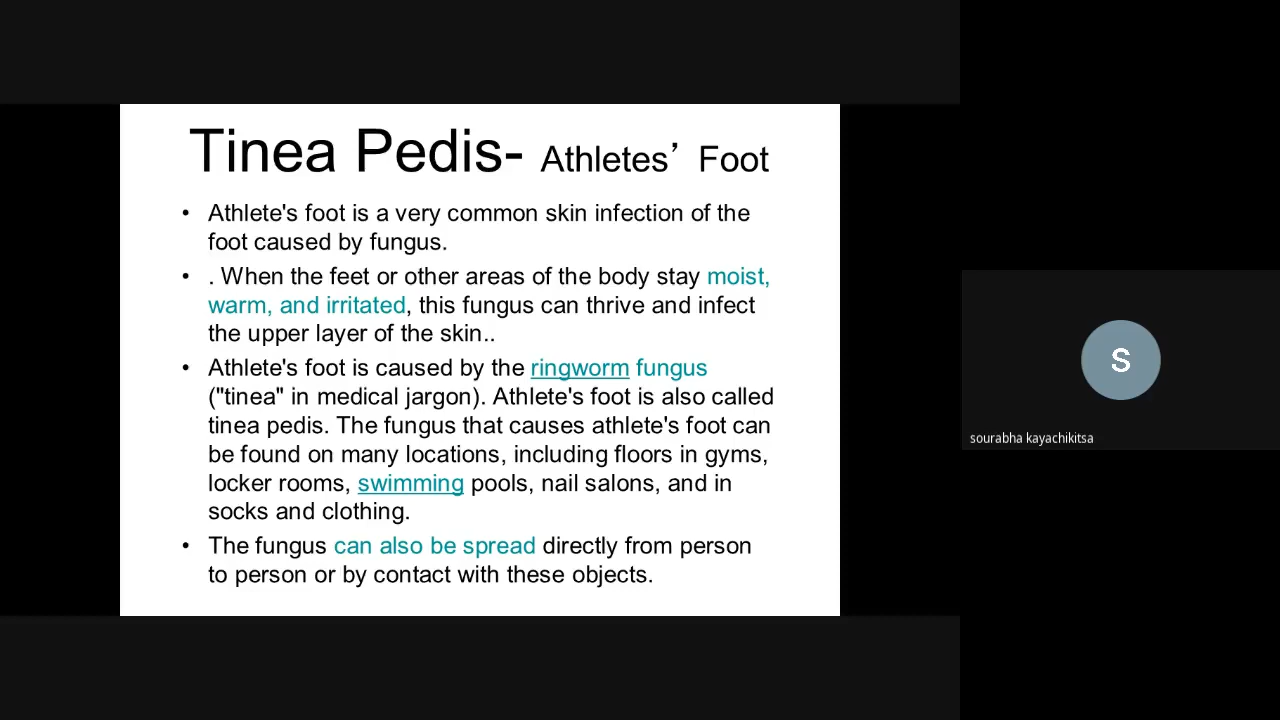 Tinea Pedis- Athletes’ Foot
• Athlete's foot is a very common skin infection of the
foot caused by fungus.
• . When the feet or other areas of the body stay moist,
warm, and irritated, this fungus can thrive and infect
the upper layer of the skin..
• Athlete's foot is caused by the ringworm fungus
("tinea" in medical jargon). Athlete's foot is also called
tinea pedis. The fungus that causes athlete's foot can
be found on many locations, including floors in gyms,
locker rooms, swimming pools, nail salons, and in
socks and clothing.
• The fungus can also be spread directly from person
to person or by contact with these objects.
S
sourabha kayachikitsa